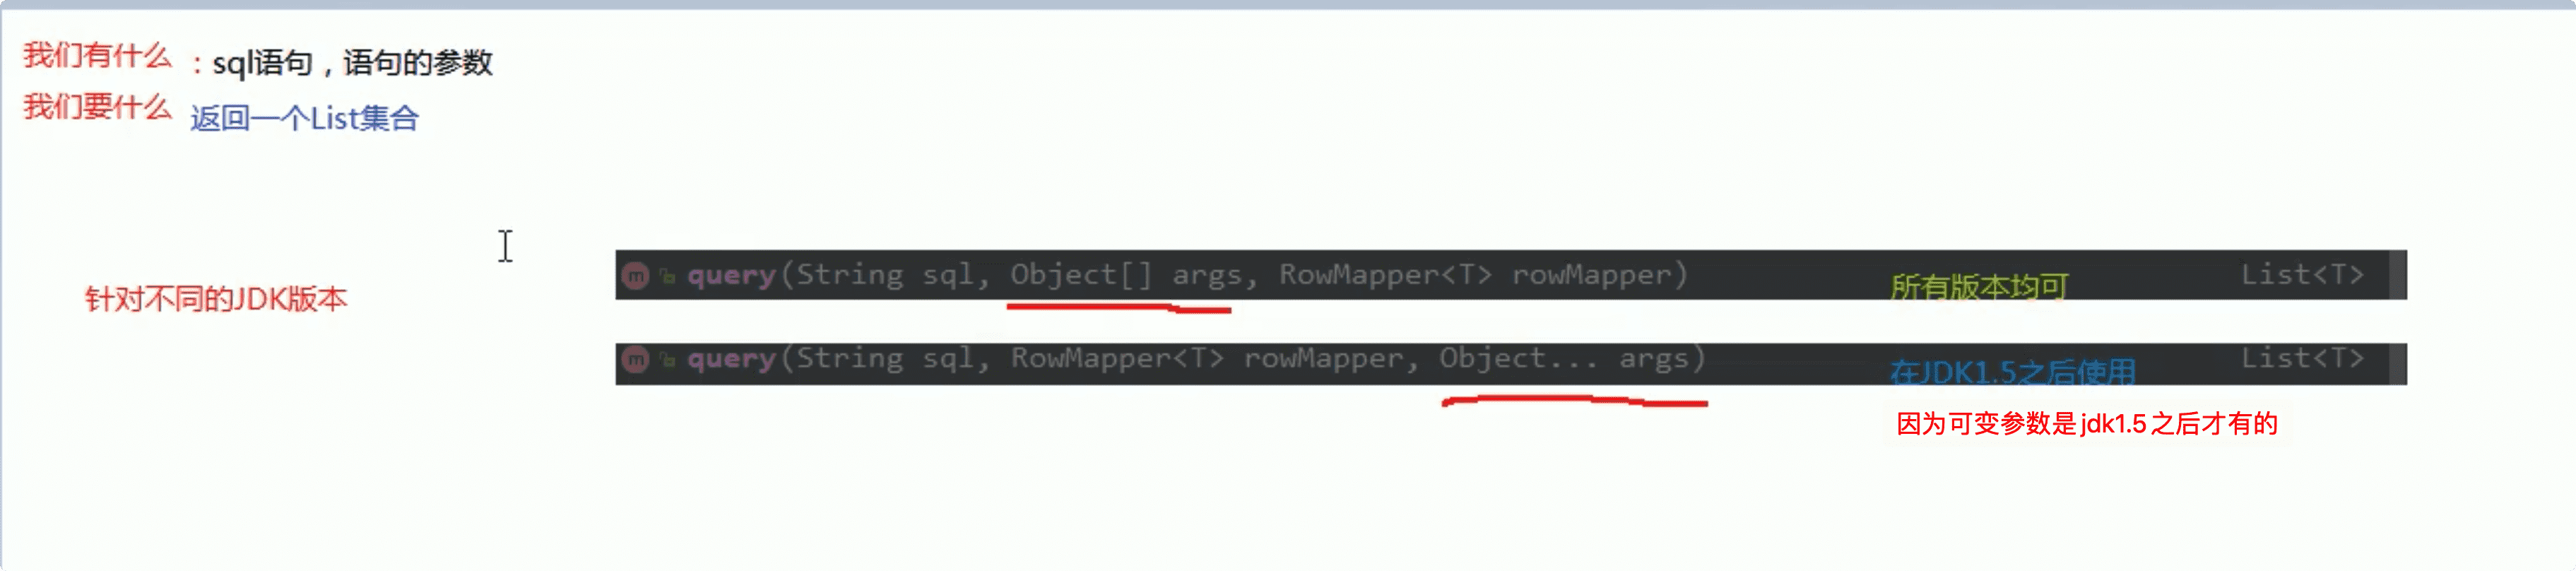 我们有什么 : sql语句，语句的参数
我们要什么 返回一个List集合
m query(String sql, Object[] args, RowMapper<T> rowMapper) 所有版本均可 List<T>
针对不同的JDK版本
m query(String sql, RowMapper<T> rowMapper, Object... args) 在JDK1.5之后使用 List<T>
因为可变参数是jdk1.5之后才有的